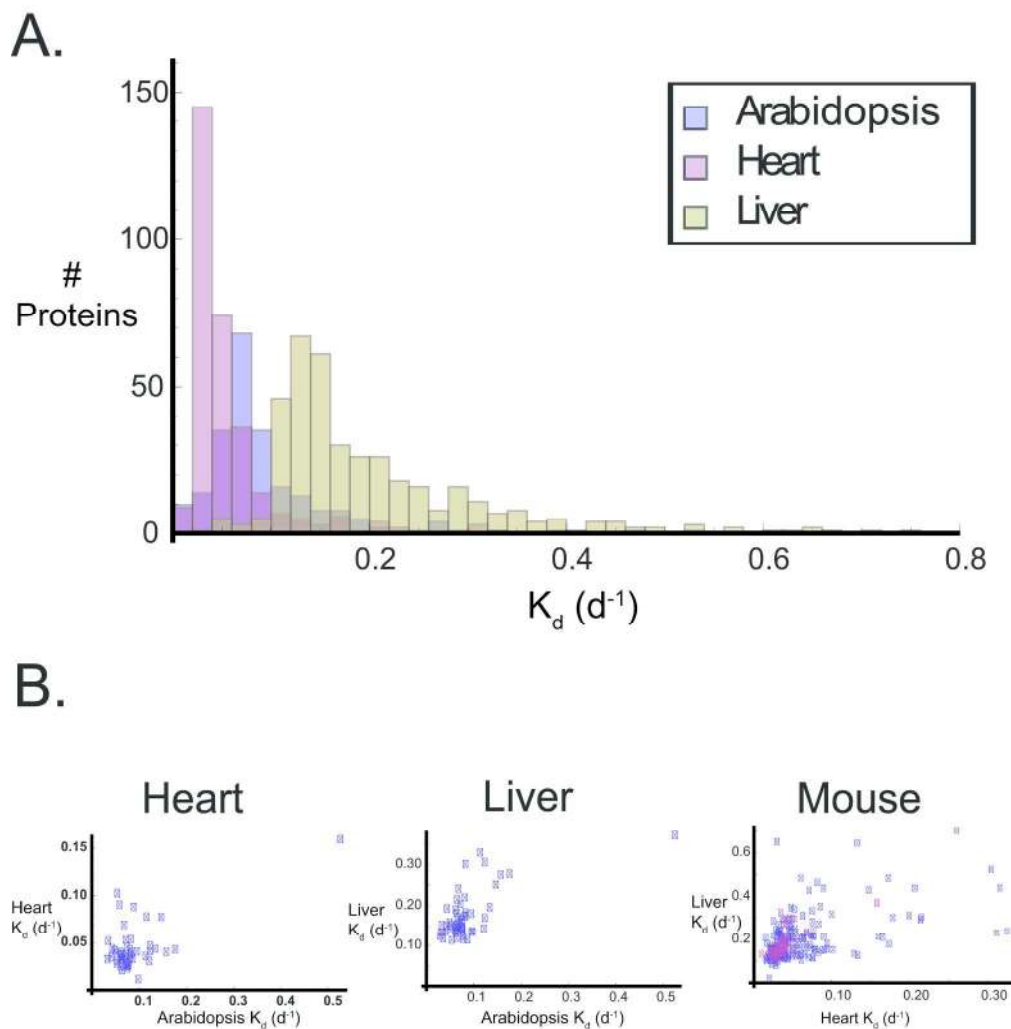 A.
150
100
50
0
#
Proteins
Arabidopsis
Heart
Liver
0.2
0.4
0.6
0.8
K_d (d⁻¹)
B.
Heart
0.15
0.10
0.05
Heart
K_d (d⁻¹)
0.1 0.2 0.3 0.4 0.5
Arabidopsis K_d (d⁻¹)
Liver
0.30
0.20
0.10
Liver
K_d (d⁻¹)
0.1 0.2 0.3 0.4 0.5
Arabidopsis K_d (d⁻¹)
Mouse
0.6
0.4
0.2
Liver
K_d (d⁻¹)
0.10 0.20 0.30
Heart K_d (d⁻¹)